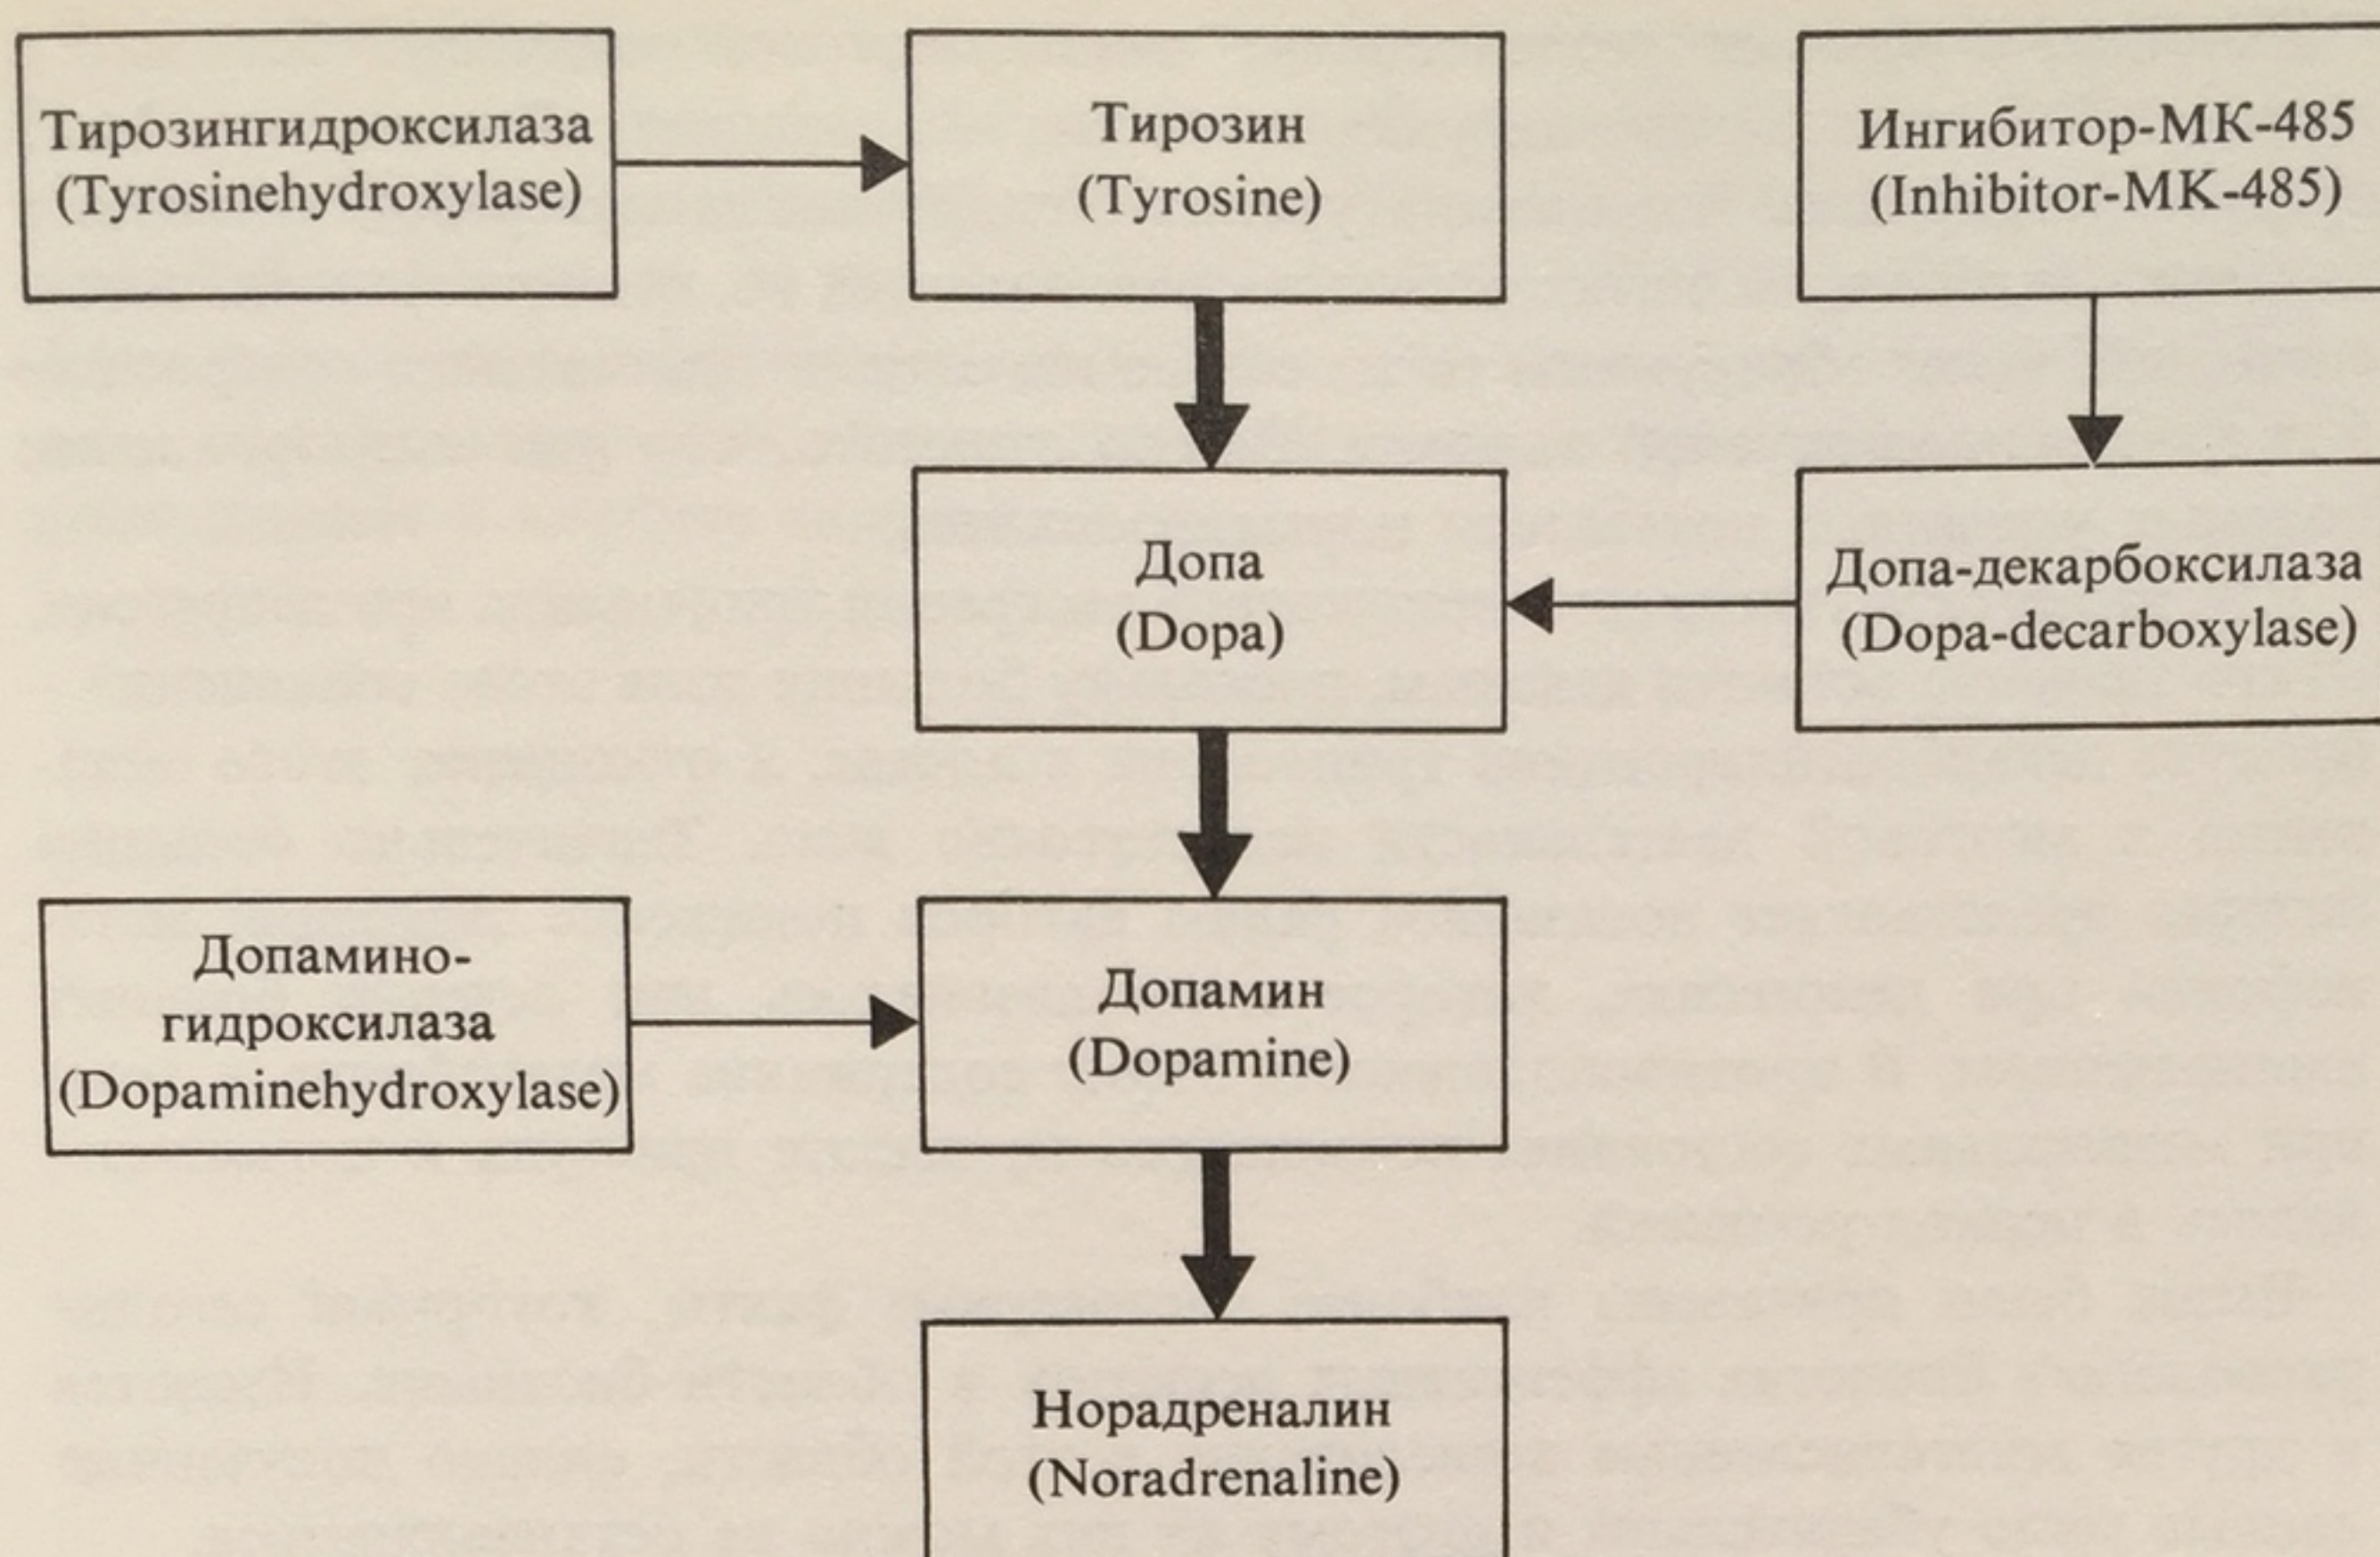 Тирозингидроксилаза
(Tyrosinehydroxylase)
Тирозин
(Tyrosine)
Ингибитор-МК-485
(Inhibitor-MK-485)
Допа
(Dopa)
Допа-декарбоксилаза
(Dopa-decarboxylase)
Допамино-
гидроксилаза
(Dopaminehydroxylase)
Допамин
(Dopamine)
Норадреналин
(Noradrenaline)